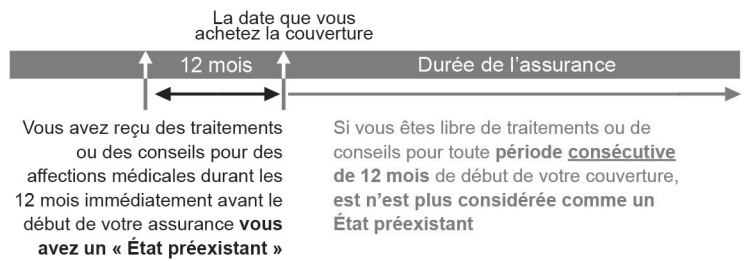 La date que vous
achetez la couverture
12 mois
Durée de l’assurance
Vous avez reçu des traitements
ou des conseils pour des
affections médicales durant les
12 mois immédiatement avant le
début de votre assurance vous
avez un « État préexistant »
Si vous êtes libre de traitements ou de
conseils pour toute période consécutive
de 12 mois de début de votre couverture,
est n’est plus considérée comme un
État préexistant